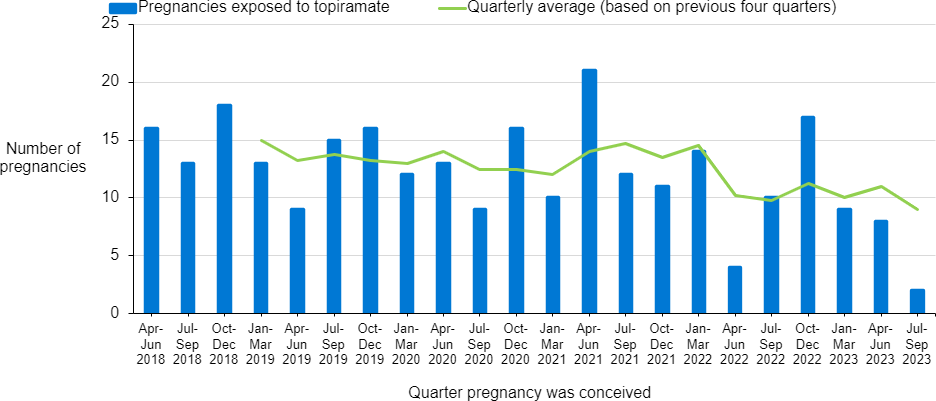 Pregnancies exposed to topiramate
Quarterly average (based on previous four quarters)
25
20
15
10
5
0
Number of
pregnancies
Apr-
Jun
2018
Jul-
Sep
2018
Oct-
Dec
2018
Jan-
Mar
2019
Apr-
Jun
2019
Jul-
Sep
2019
Oct-
Dec
2019
Jan-
Mar
2020
Apr-
Jun
2020
Jul-
Sep
2020
Oct-
Dec
2020
Jan-
Mar
2021
Apr-
Jun
2021
Jul-
Sep
2021
Oct-
Dec
2021
Jan-
Mar
2022
Apr-
Jun
2022
Jul-
Sep
2022
Oct-
Dec
2022
Jan-
Mar
2023
Apr-
Jun
2023
Jul-
Sep
2023
Quarter pregnancy was conceived